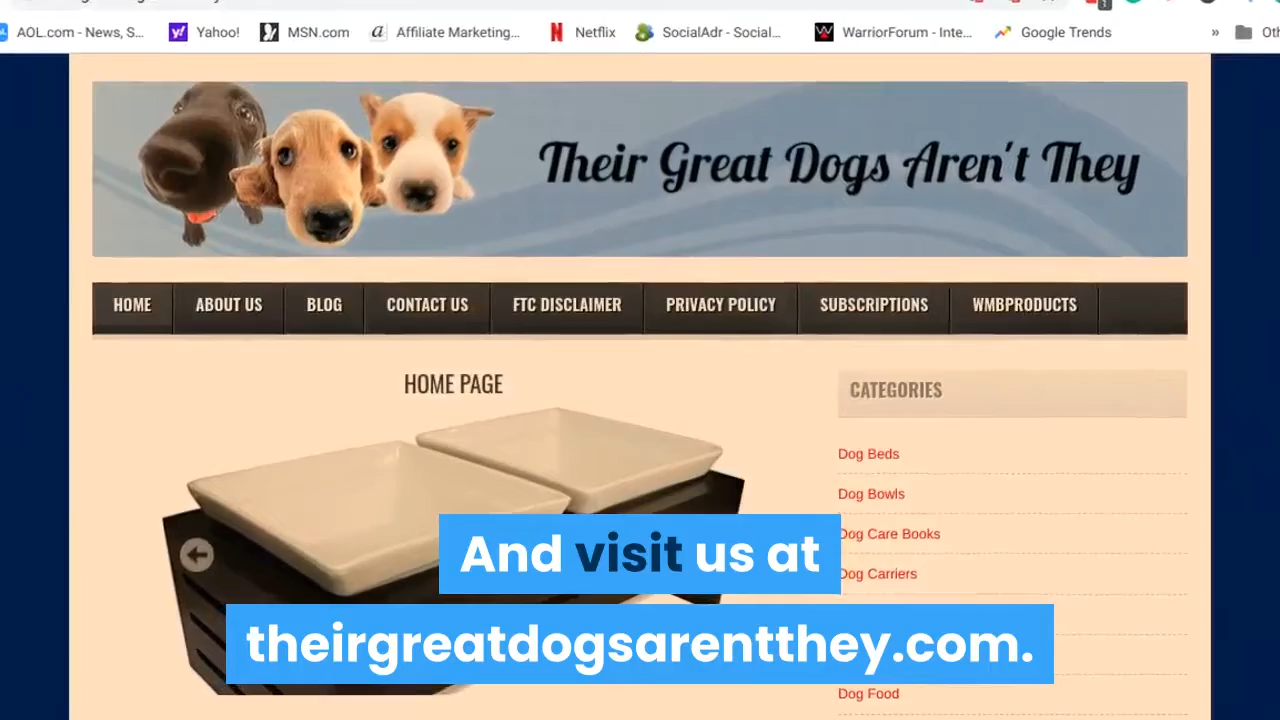 AOL.com - News, S...
Yahoo!
MSN.com
Affiliate Marketing...
Netflix
SocialAdr - Social...
WarriorForum - Inte...
Google Trends
»
Their Great Dogs Aren't They
HOME
ABOUT US
BLOG
CONTACT US
FTC DISCLAIMER
PRIVACY POLICY
SUBSCRIPTIONS
WMBPRODUCTS
HOME PAGE
CATEGORIES
Dog Beds
Dog Bowls
Dog Care Books
Dog Carriers
Dog Food
And visit us at
theirgreatdogsarentthey.com.